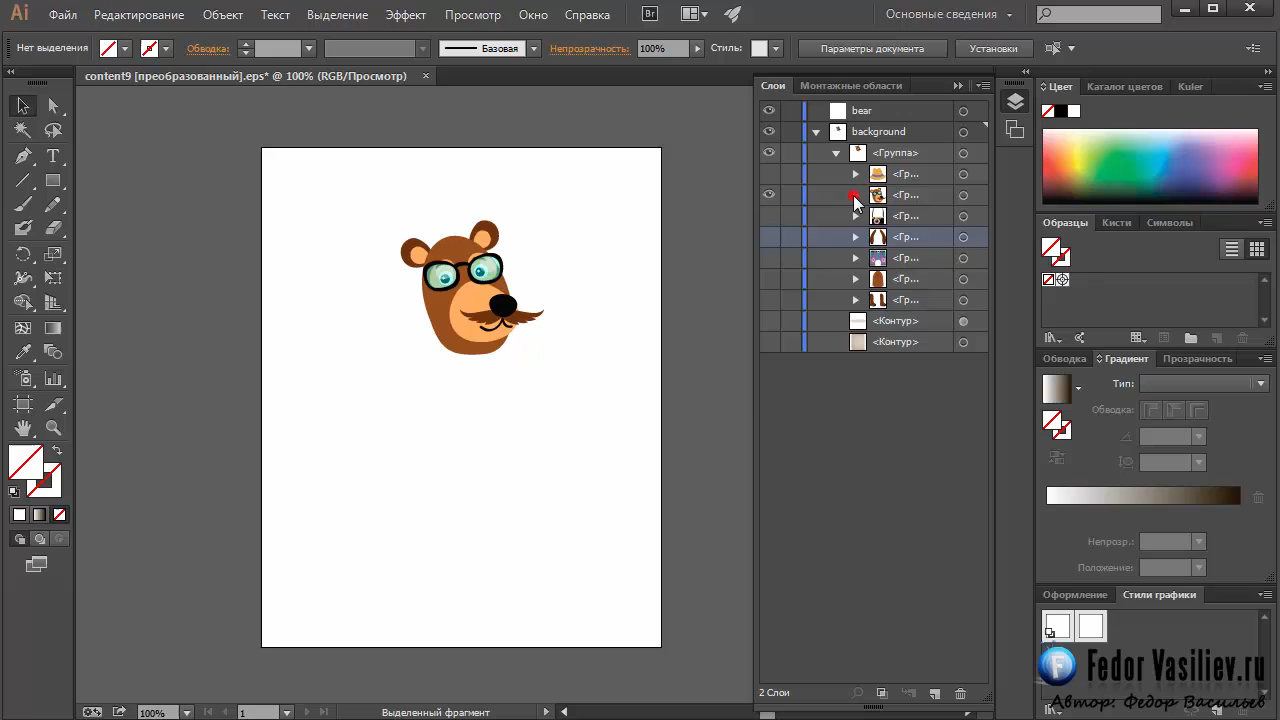 Ai Файл Редактирование Объект Текст Выделение Эффект Просмотр Окно Справка Br Основные сведения
Нет выделения Обводка: Базовая Непрозрачность: 100% Стиль: Параметры документа Установки
content9 [преобразованный].eps* @ 100% (RGB/Просмотр) ×
Слои Монтажные области
bear
background
<Группа>
<Гр...
<Гр...
<Гр...
<Гр...
<Гр...
<Гр...
<Гр...
<Контур>
<Контур>
2 Слои
Цвет Каталог цветов Kuler
Образцы Кисти Символы
Обводка Градиент Прозрачность
Тип:
Обводка:
Непрозр.:
Положение:
Оформление Стили графики
Fedor Vasiliev.ru
Автор: Федор Васильев
100% 1 Выделенный фрагмент